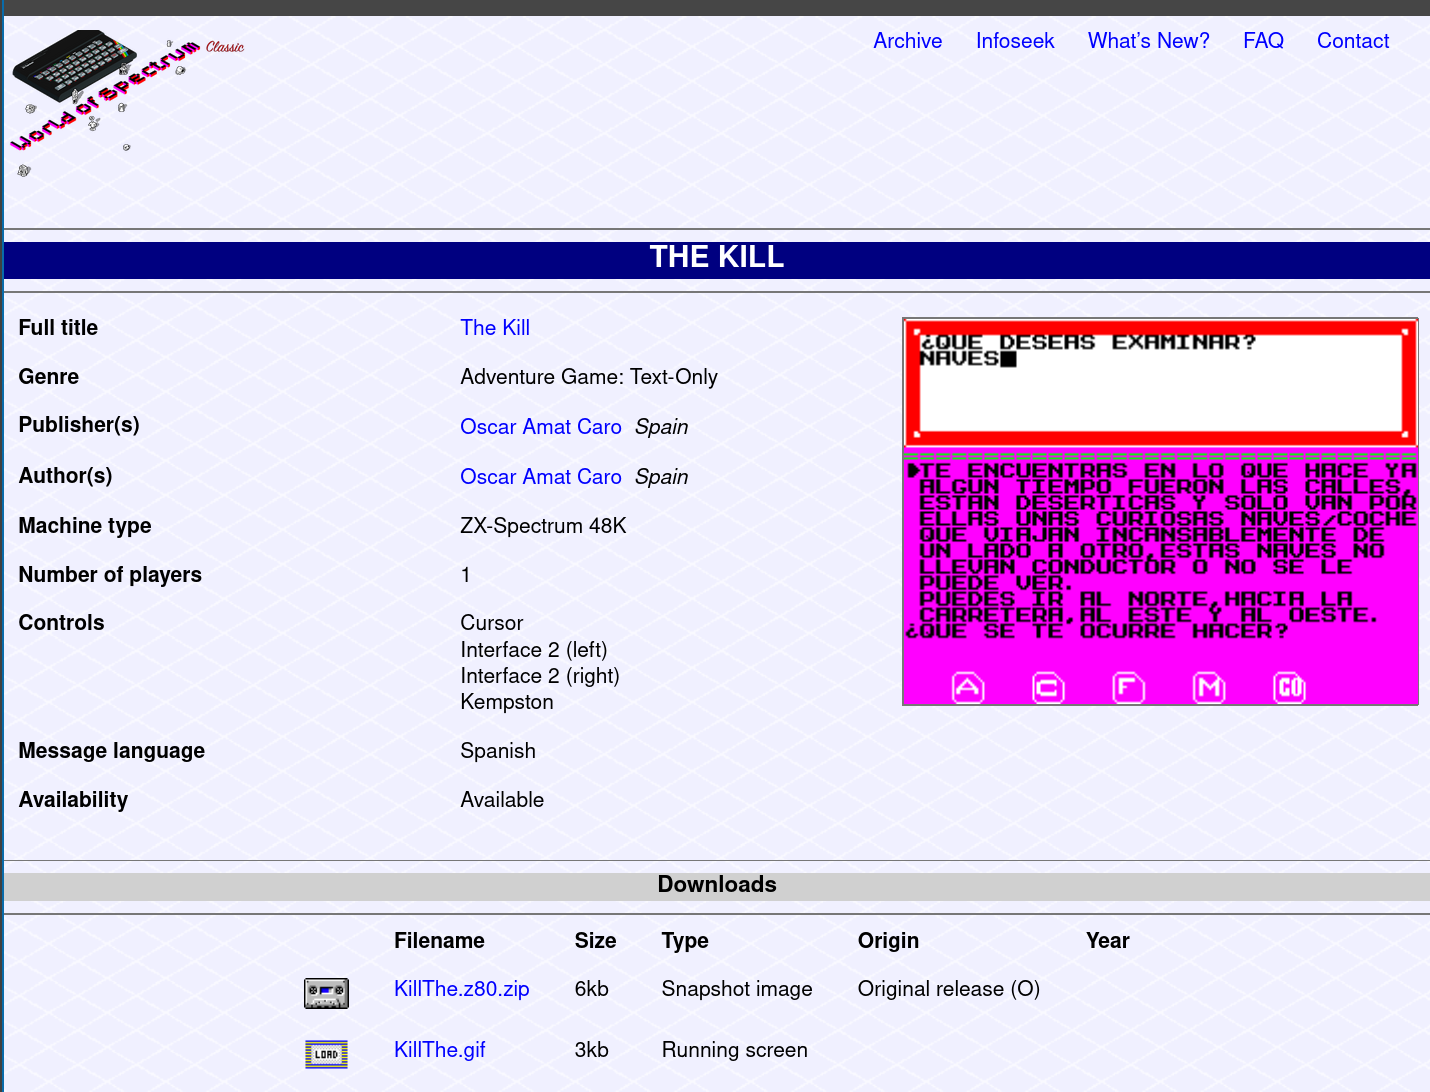 World of Spectrum Classic
Archive Infoseek What's New? FAQ Contact
THE KILL
Full title The Kill
Genre Adventure Game: Text-Only
Publisher(s) Oscar Amat Caro Spain
Author(s) Oscar Amat Caro Spain
Machine type ZX-Spectrum 48K
Number of players 1
Controls Cursor
Interface 2 (left)
Interface 2 (right)
Kempston
Message language Spanish
Availability Available
¿QUE DESEAS EXAMINAR?
NAVES
TE ENCUENTRAS EN LO QUE HACE YA
ALGUN TIEMPO FUERON LAS CALLES,
ESTAN DESERTICAS Y SOLO VAN POR
ELLAS UNAS CURIOSAS NAVES/COCHE
QUE VIAJAN INCANSABLEMENTE DE
UN LADO A OTRO,ESTAS NAVES NO
LLEVAN CONDUCTOR O NO SE LE
PUEDE VER.
PUEDES IR AL NORTE,HACIA LA
CARRETERA,AL ESTE Y AL OESTE.
¿QUE SE TE OCURRE HACER?
A C F M GO
Downloads
Filename Size Type Origin Year
KillThe.z80.zip 6kb Snapshot image Original release (O)
LOAD KillThe.gif 3kb Running screen